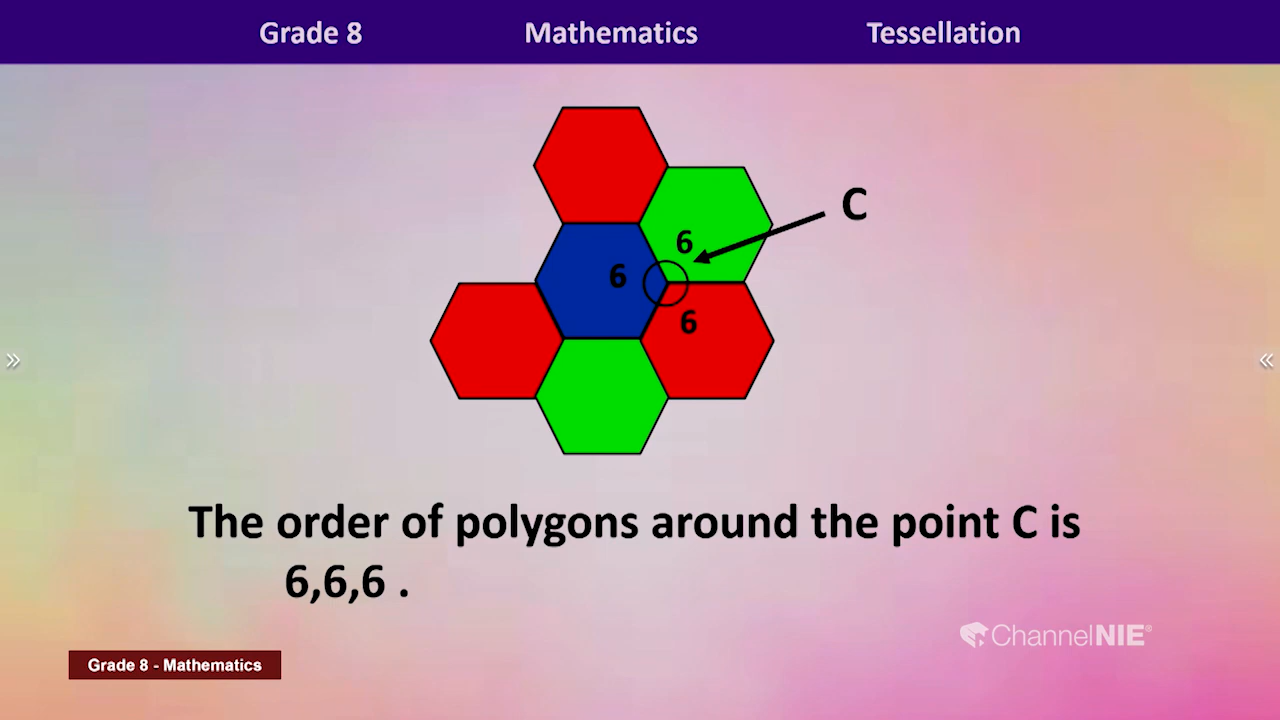 Grade 8 Mathematics Tessellation
C
6
6
6
The order of polygons around the point C is
6,6,6 .
ChannelNIE®
Grade 8 - Mathematics